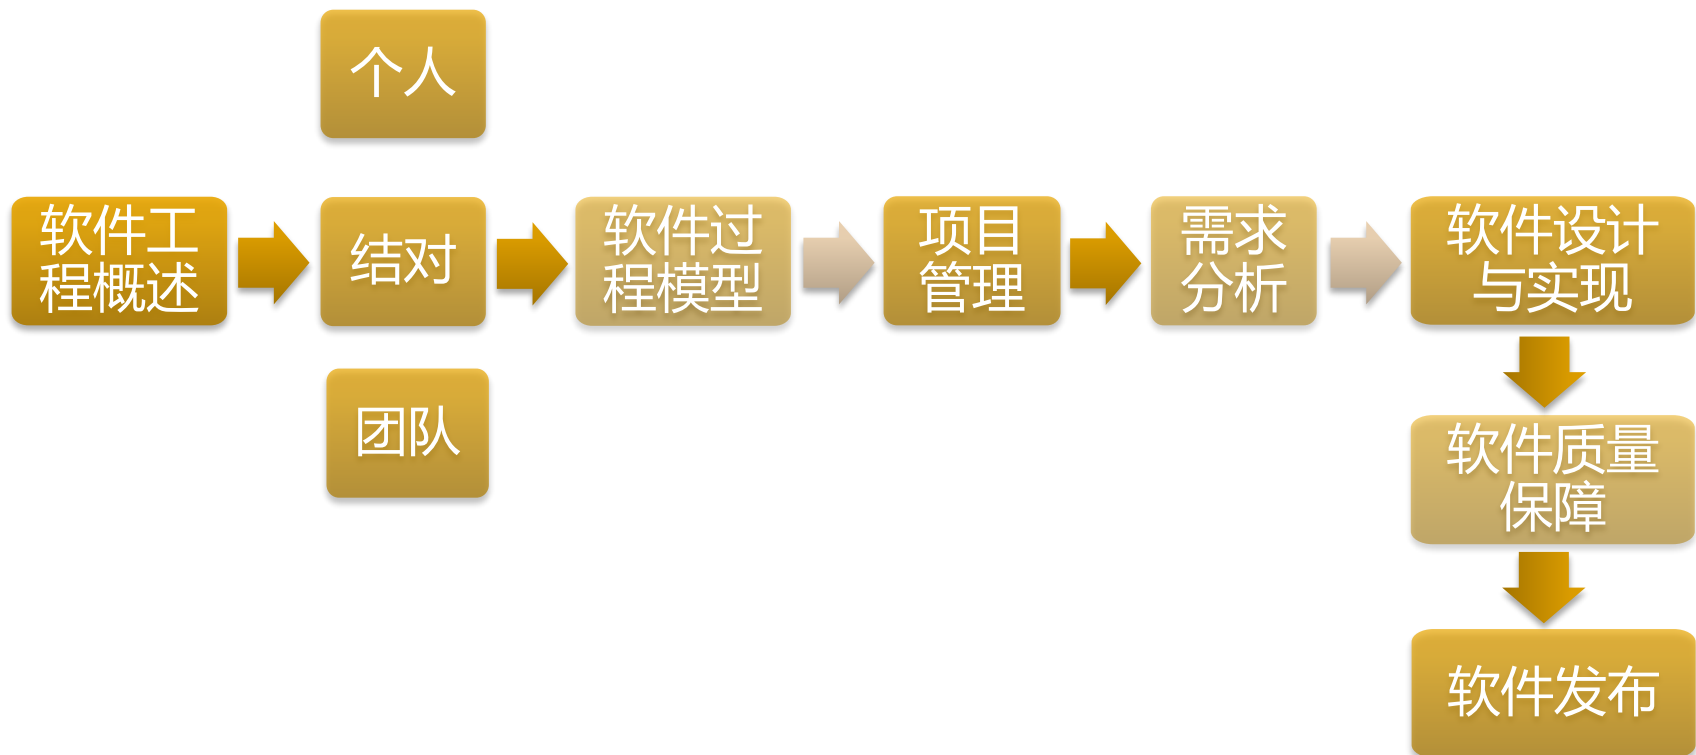 个人
软件工
程概述
结对
团队
软件过
程模型
项目
管理
需求
分析
软件设计
与实现
软件质量
保障
软件发布